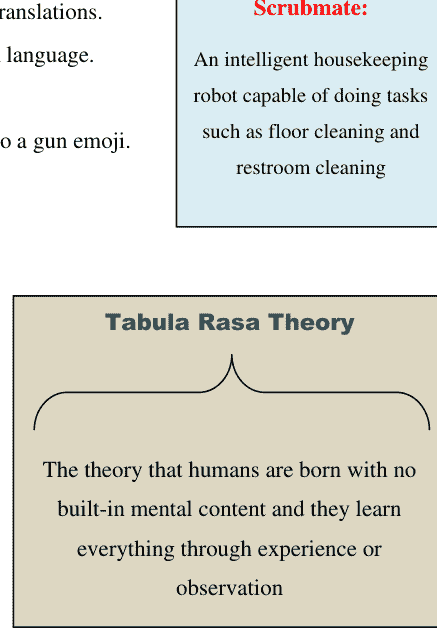 ranslations.
language.
o a gun emoji.
Scrubmate:
An intelligent housekeeping
robot capable of doing tasks
such as floor cleaning and
restroom cleaning
Tabula Rasa Theory
The theory that humans are born with no
built-in mental content and they learn
everything through experience or
observation